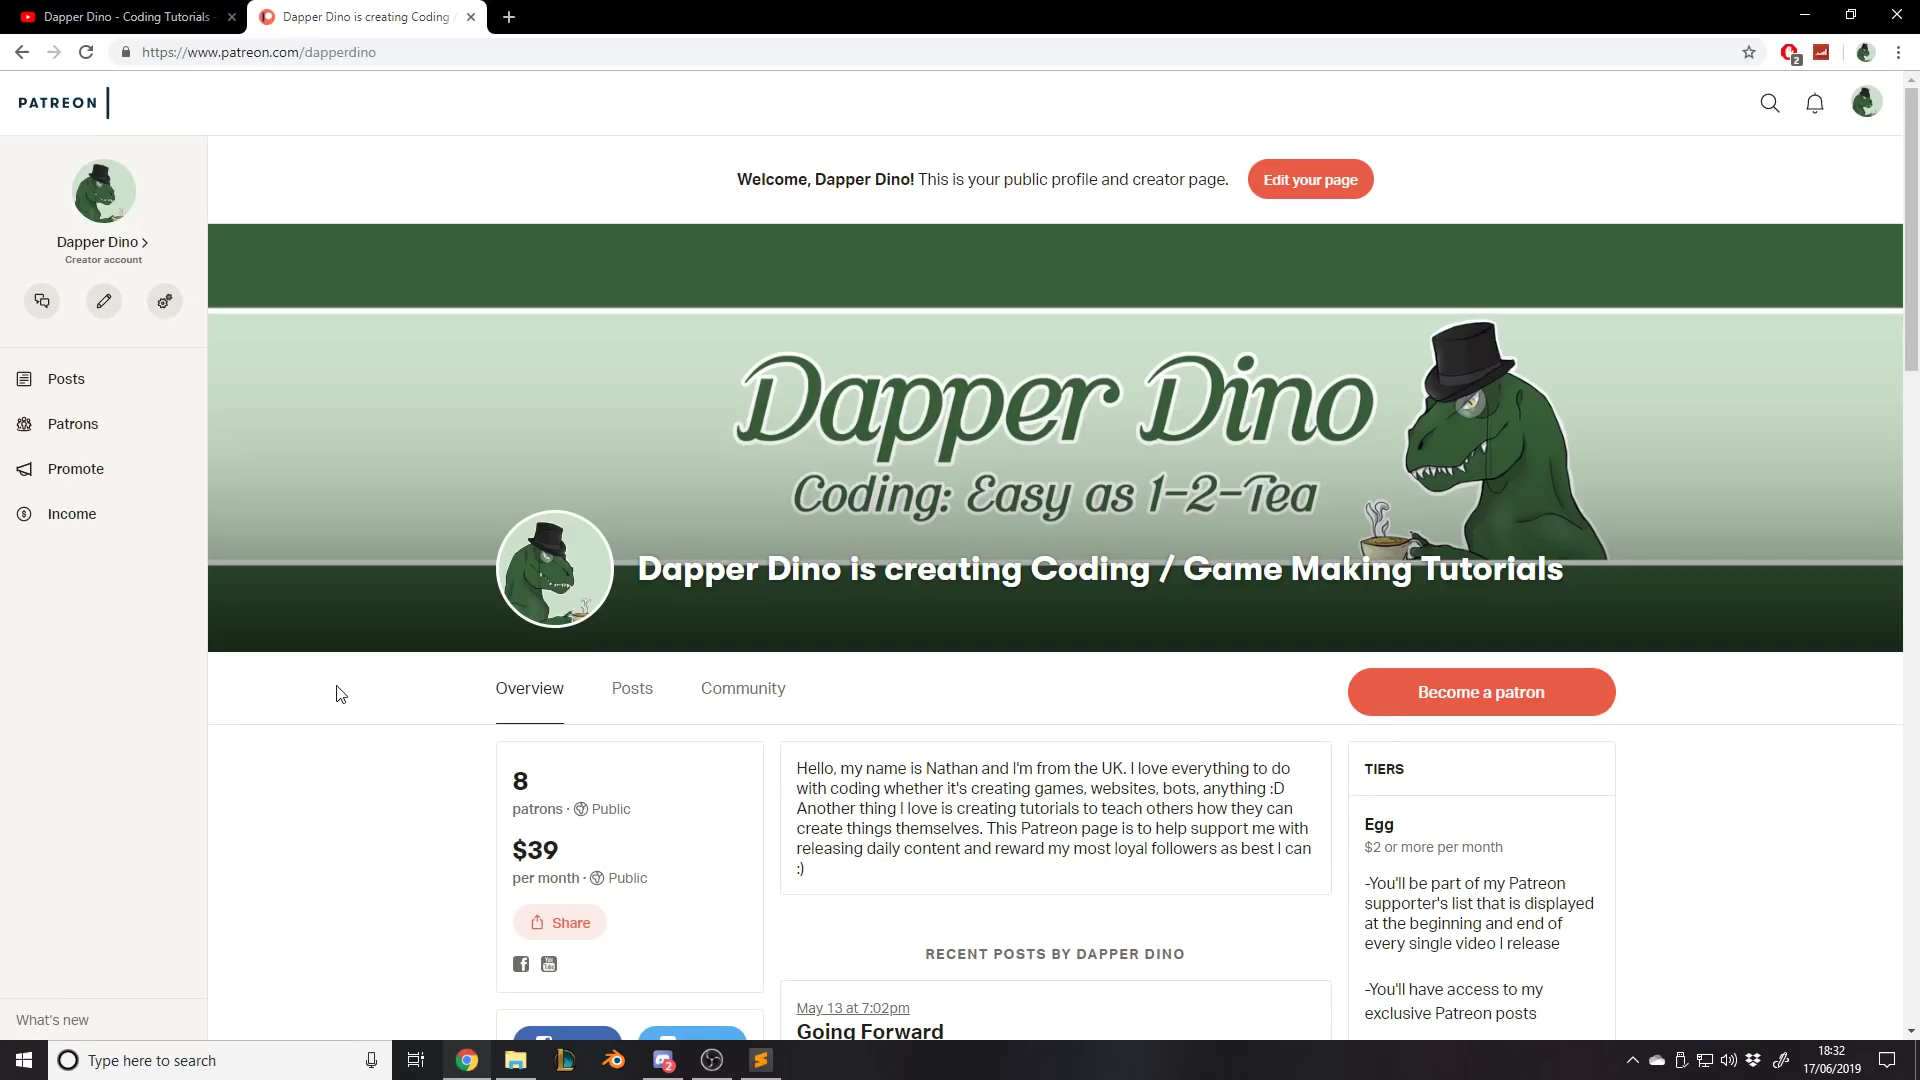 Dapper Dino - Coding Tutorials -
Dapper Dino is creating Coding /
https://www.patreon.com/dapperdino
2
PATREON
Welcome, Dapper Dino! This is your public profile and creator page.
Edit your page
Dapper Dino
Creator account
Posts
Patrons
Promote
Income
What's new
Dapper Dino
Coding: Easy as 1-2-Tea
Dapper Dino is creating Coding / Game Making Tutorials
Overview
Posts
Community
Become a patron
8
patrons · Public
$39
per month · Public
Share
Hello, my name is Nathan and I'm from the UK. I love everything to do
with coding whether it's creating games, websites, bots, anything :D
Another thing I love is creating tutorials to teach others how they can
create things themselves. This Patreon page is to help support me with
releasing daily content and reward my most loyal followers as best I can
:)
RECENT POSTS BY DAPPER DINO
May 13 at 7:02pm
Going Forward
TIERS
Egg
$2 or more per month
-You'll be part of my Patreon
supporter's list that is displayed
at the beginning and end of
every single video I release
-You'll have access to my
exclusive Patreon posts
Type here to search
2
18:32
17/06/2019